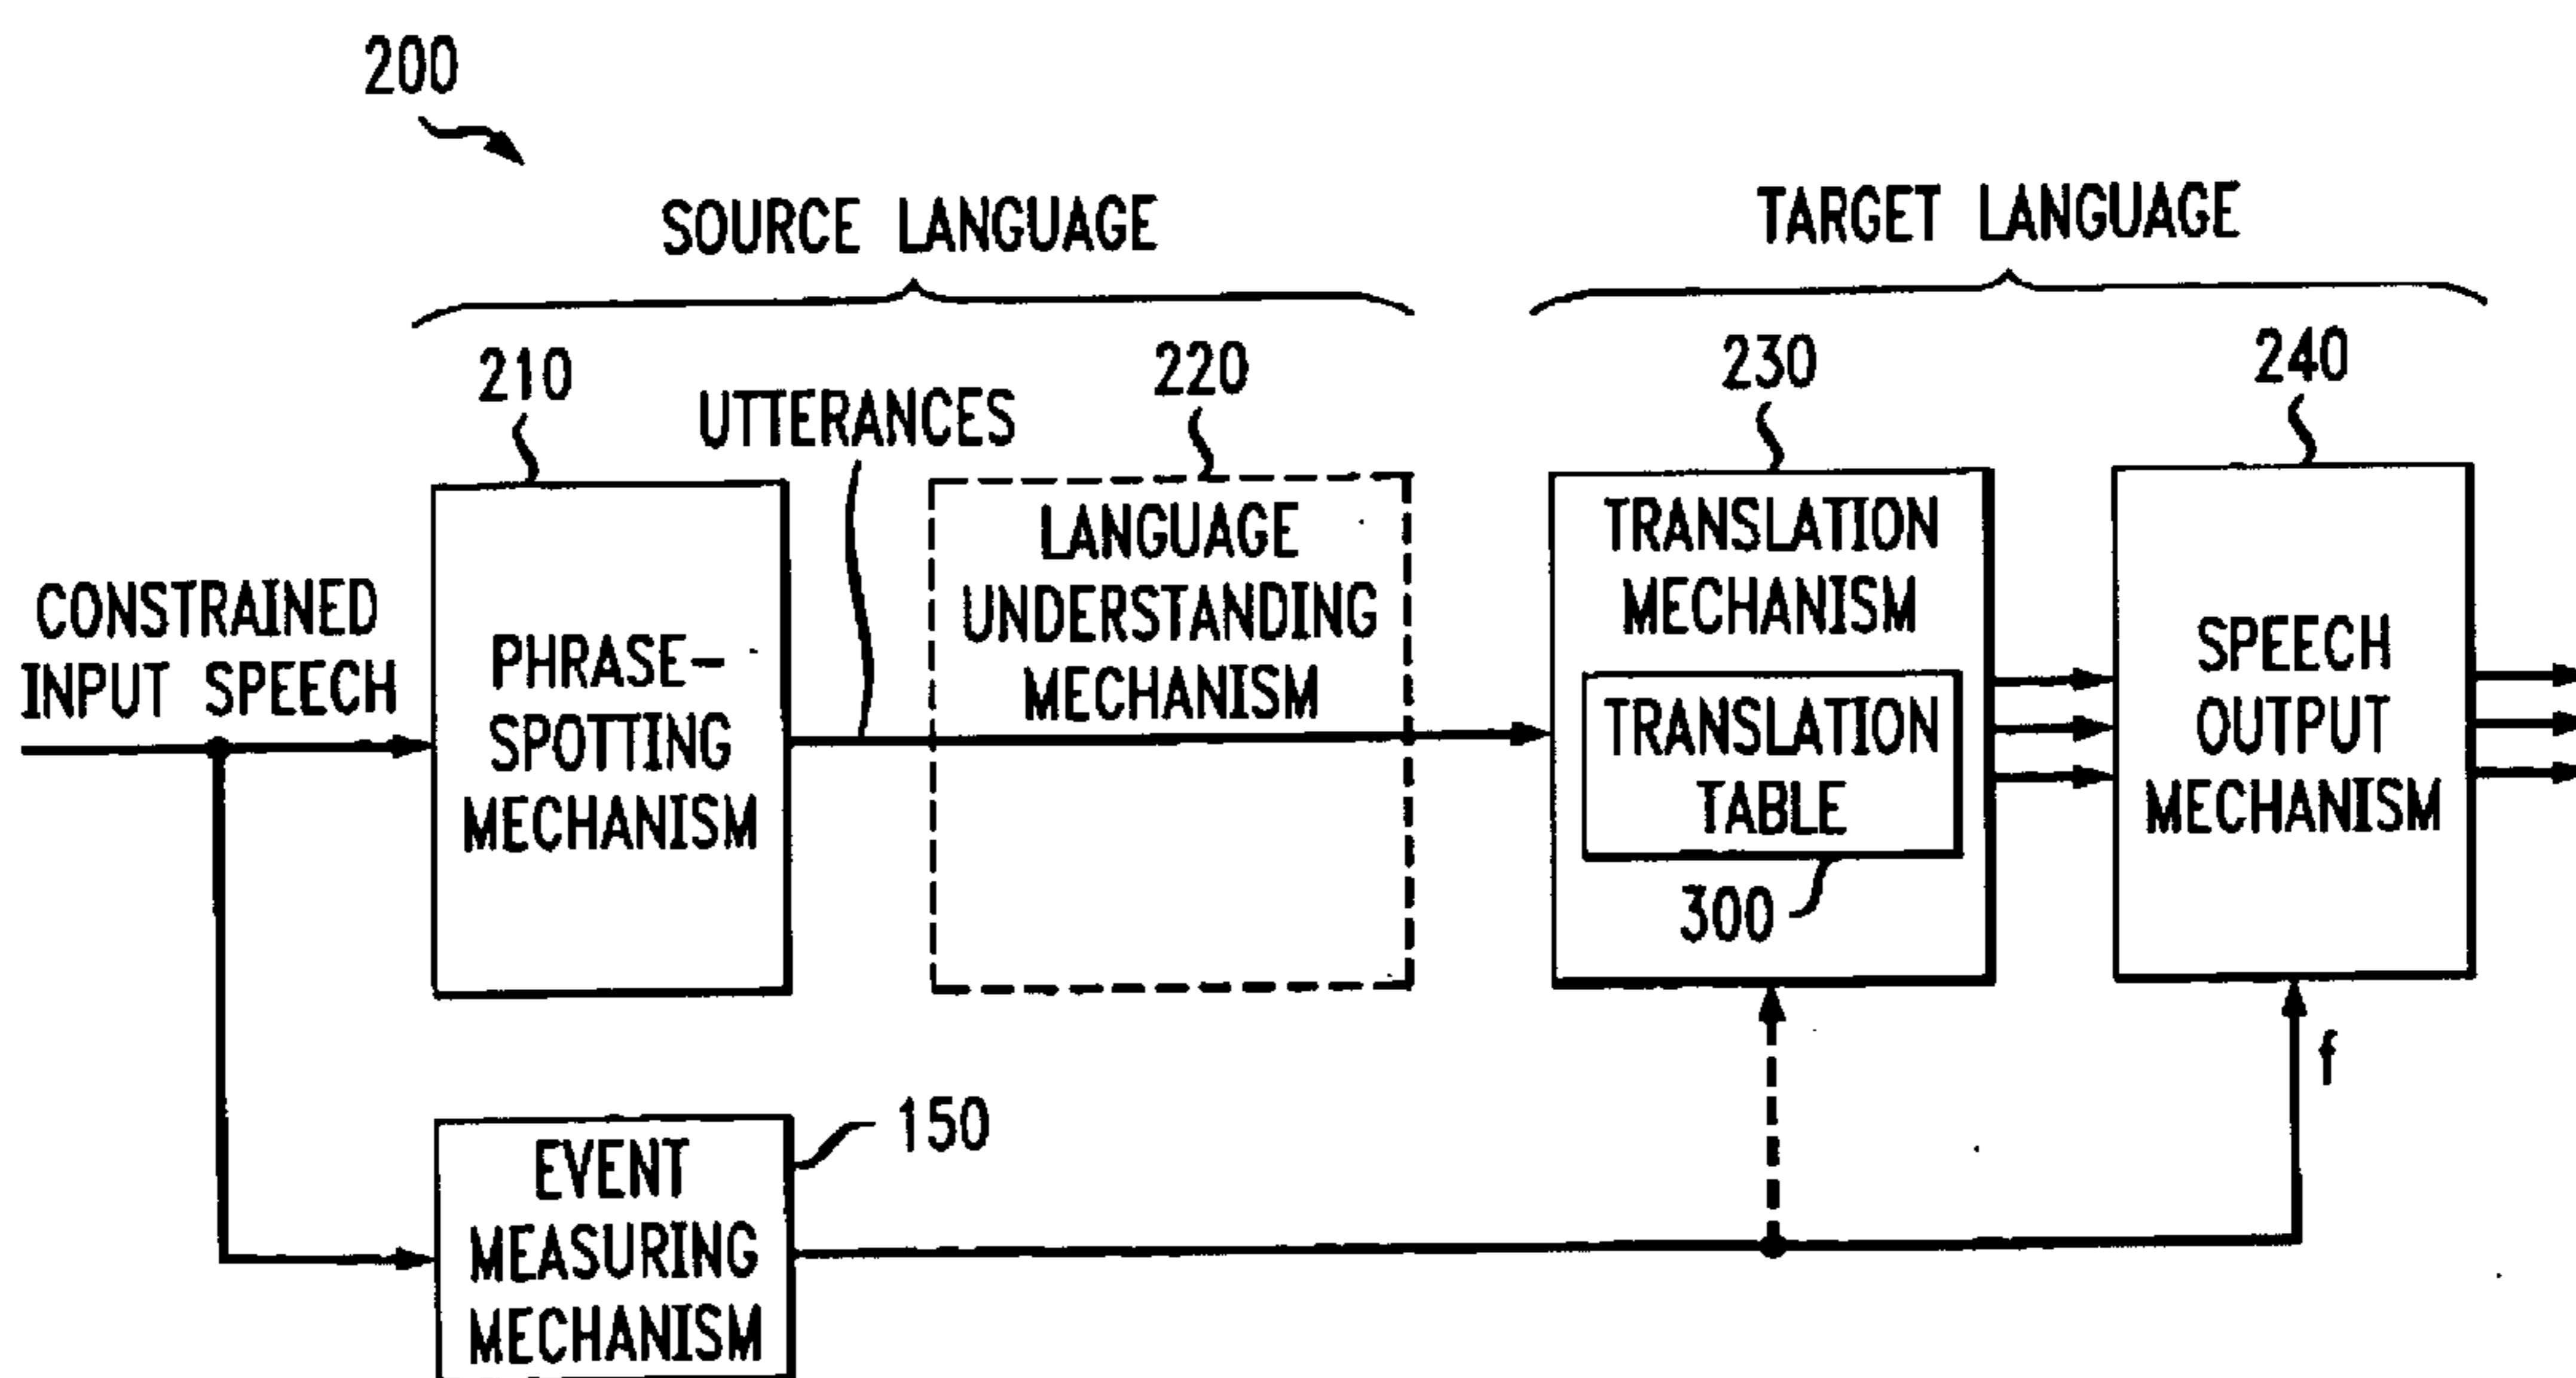 200
SOURCE LANGUAGE
TARGET LANGUAGE
210
UTTERANCES
220
230
240
CONSTRAINED
INPUT SPEECH
PHRASE-
SPOTTING
MECHANISM
LANGUAGE
UNDERSTANDING
MECHANISM
TRANSLATION
MECHANISM
TRANSLATION
TABLE
300
SPEECH
OUTPUT
MECHANISM
f
EVENT
MEASURING
MECHANISM
150